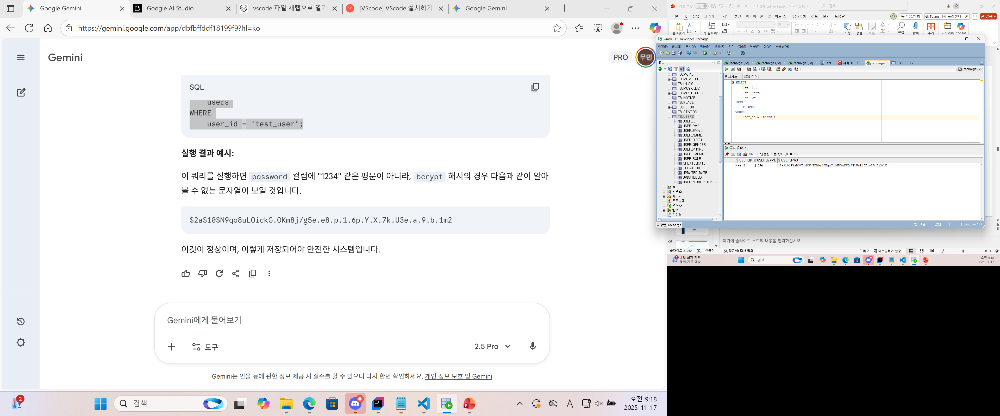 Google Gemini
Google AI Studio
vscode 파일 새탭으로 열기
[VScode] VScode 설치하기
Google Gemini
https://gemini.google.com/app/dbfbffddf18199f9?hl=ko
Gemini
PRO
무민
SQL
users
WHERE
user_id = 'test_user';
실행 결과 예시:
이 쿼리를 실행하면 password 컬럼에 "1234" 같은 평문이 아니라, bcrypt 해시의 경우 다음과 같이 알아
볼 수 없는 문자열이 보일 것입니다.
$2a$10$N9qo8uLOickG.OKm8j/g5e.e8.p.1.6p.Y.X.7k.U3e.a.9.b.1m2
이것이 정상이며, 이렇게 저장되어야 안전한 시스템입니다.
Gemini에게 물어보기
도구
2.5 Pro
Gemini는 인물 등에 관한 정보 제공 시 실수를 할 수 있으니 다시 한번 확인하세요. 개인 정보 보호 및 Gemini
2
검색
A
오전 9:18
2025-11-17
자동 저장
1조_2차_ppt_ver1.pptx
저장됨
검색
파일 홈 삽입 그리기 디자인 전환 애니메이션 슬라이드 쇼 녹음/녹화 검토 보기 도움말
녹음/녹화
Teams에서 프레젠테이션
공유
붙여넣기
새 슬라이드
18
도형
정렬
빠른
편집
받아
추가
디자이너
Copilot
Oracle SQL Developer : recharge
파일(F) 편집(E) 보기(V) 이동(N) 실행(R) 소스 팀(M) 도구(T) 창(W) 도움말(H)
접속
recharge6.sql
recharge7.sql
recharge8.sql
.sql
시작 페이지
recharge
TB_USERS
recharge
워크시트
질의 작성기
TB_MOVIE
TB_MOVIE_POST
TB_MUSIC
TB_MUSIC_LIST
TB_MUSIC_POST
TB_NOTICE
TB_PLACE
TB_REPORT
TB_STATION
TB_USERS
USER_ID
USER_PWD
USER_EMAIL
USER_NAME
USER_BIRTH
USER_GENDER
USER_PHONE
USER_CARMODEL
USER_ROLE
CREATE_DATE
CREATE_ID
UPDATED_DATE
UPDATED_ID
USER_MODIFY_TOKEN
뷰
인덱스
패키지
프로시저
연산자
함수
대기열
저장됨: recharge
SELECT
user_id,
user_name,
user_pwd
FROM
TB_USERS
WHERE
user_id = 'test2';
질의 결과
SQL
인출된 모든 행: 1(0.002초)
USER_ID
USER_NAME
USER_PWD
1 test2 테스트 $2a$10$PXsh3V8n4CWnTBA9y4SBquJo/dDOm1XZrH9bRmR45Tio8GnIj3rVC
8 행 23 열
삽입
Windows: CR
39
여기에 슬라이드 노트의 내용을 입력하십시오
슬라이드 31/52
한국어
접근성: 조사 필요
메모
디스플레이 설정
81%
2
내일 최저 기온
동일 기록 예상
검색
오전 9:18
2025-11-17